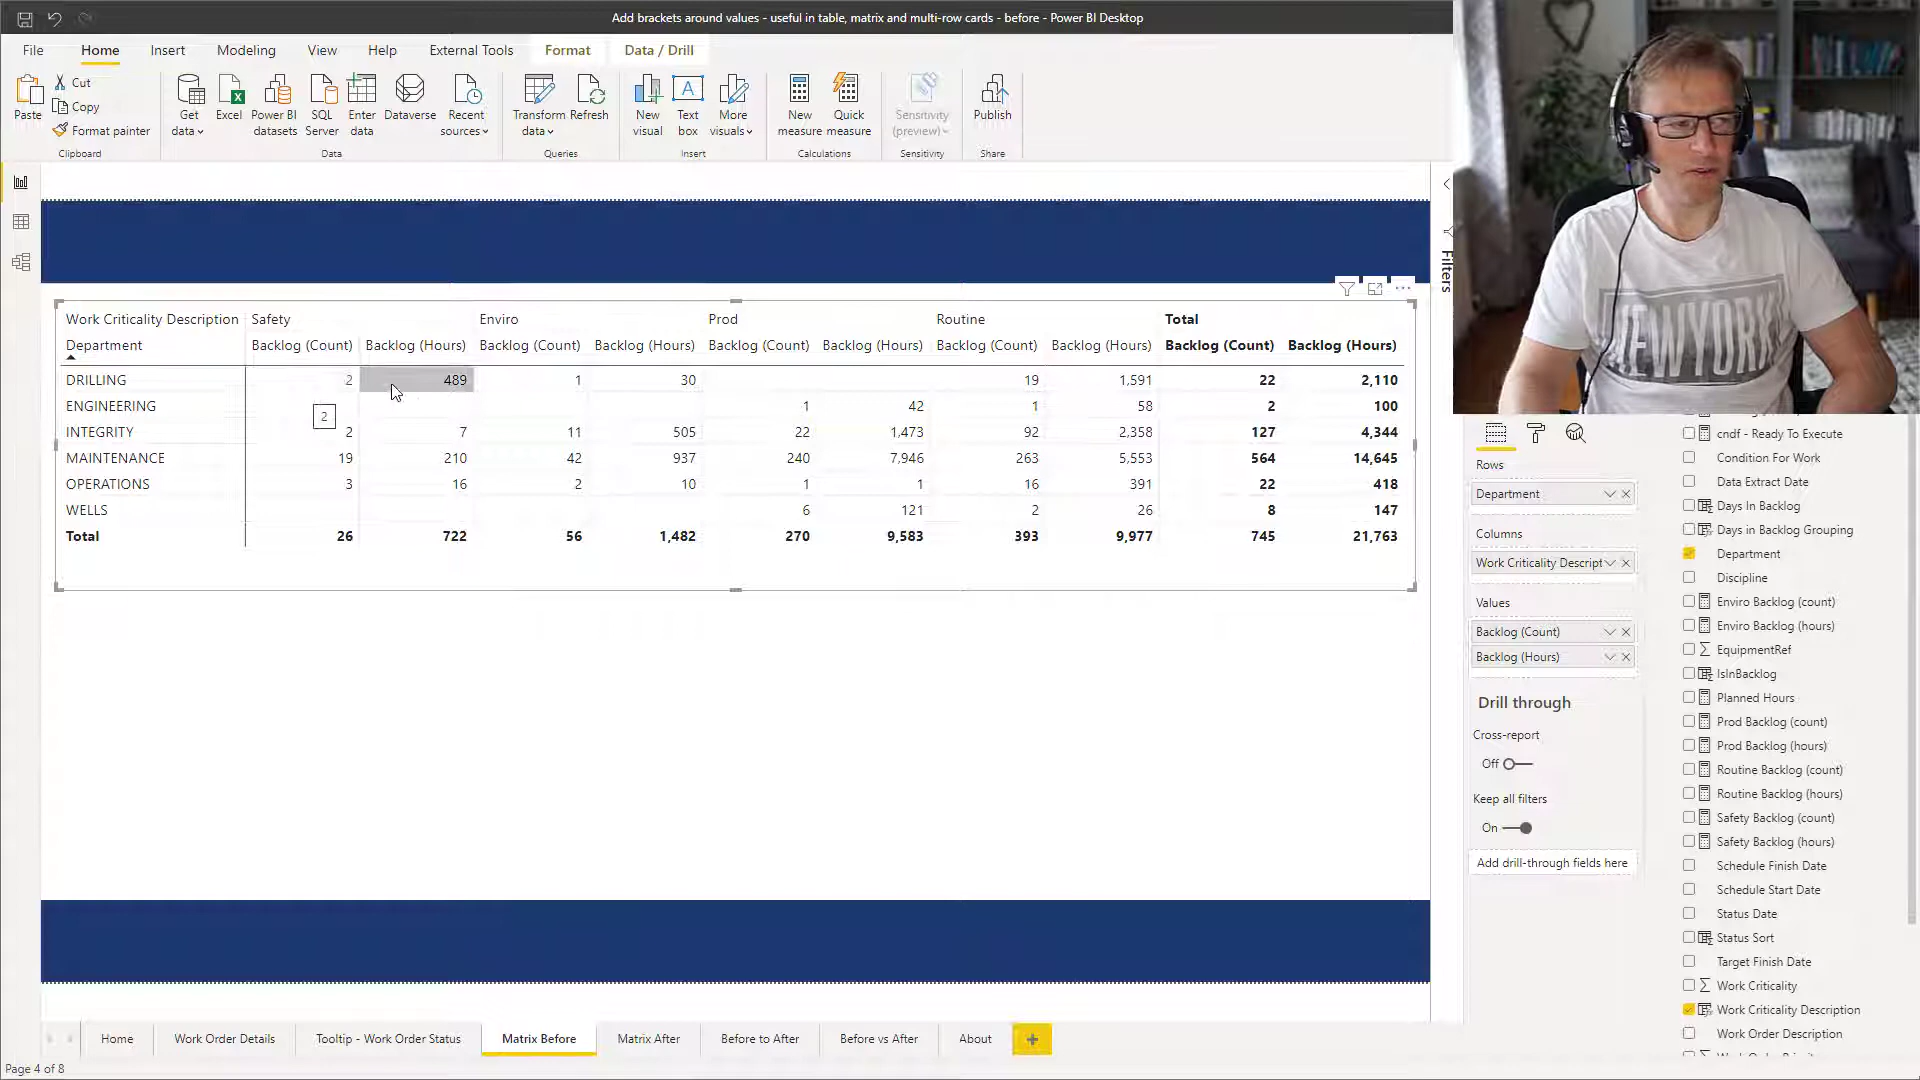 Add brackets around values - useful in table, matrix and multi-row cards - before - Power BI Desktop
File Home Insert Modeling View Help External Tools Format Data / Drill
Paste
Cut
Copy
Format painter
Clipboard
Get data
Excel
Power BI datasets
SQL Server
Enter data
Dataverse
Recent sources
Data
Transform data
Refresh
Queries
New visual
Text box
More visuals
Insert
New measure
Quick measure
Calculations
Sensitivity (preview)
Sensitivity
Publish
Share
Filters
NEWYORK
Work Criticality Description Safety Enviro Prod Routine Total
Department Backlog (Count) Backlog (Hours) Backlog (Count) Backlog (Hours) Backlog (Count) Backlog (Hours) Backlog (Count) Backlog (Hours) Backlog (Count) Backlog (Hours)
DRILLING 2 489 1 30 19 1,591 22 2,110
ENGINEERING 1 42 1 58 2 100
2
INTEGRITY 2 7 11 505 22 1,473 92 2,358 127 4,344
MAINTENANCE 19 210 42 937 240 7,946 263 5,553 564 14,645
OPERATIONS 3 16 2 10 1 1 16 391 22 418
WELLS 6 121 2 26 8 147
Total 26 722 56 1,482 270 9,583 393 9,977 745 21,763
Rows
Department
Columns
Work Criticality Descript
Values
Backlog (Count)
Backlog (Hours)
Drill through
Cross-report
Off
Keep all filters
On
Add drill-through fields here
cndf - Ready To Execute
Condition For Work
Data Extract Date
Days In Backlog
Days in Backlog Grouping
Department
Discipline
Enviro Backlog (count)
Enviro Backlog (hours)
EquipmentRef
IsInBacklog
Planned Hours
Prod Backlog (count)
Prod Backlog (hours)
Routine Backlog (count)
Routine Backlog (hours)
Safety Backlog (count)
Safety Backlog (hours)
Schedule Finish Date
Schedule Start Date
Status Date
Status Sort
Target Finish Date
Work Criticality
Work Criticality Description
Work Order Description
Home Work Order Details Tooltip - Work Order Status Matrix Before Matrix After Before to After Before vs After About +
Page 4 of 8